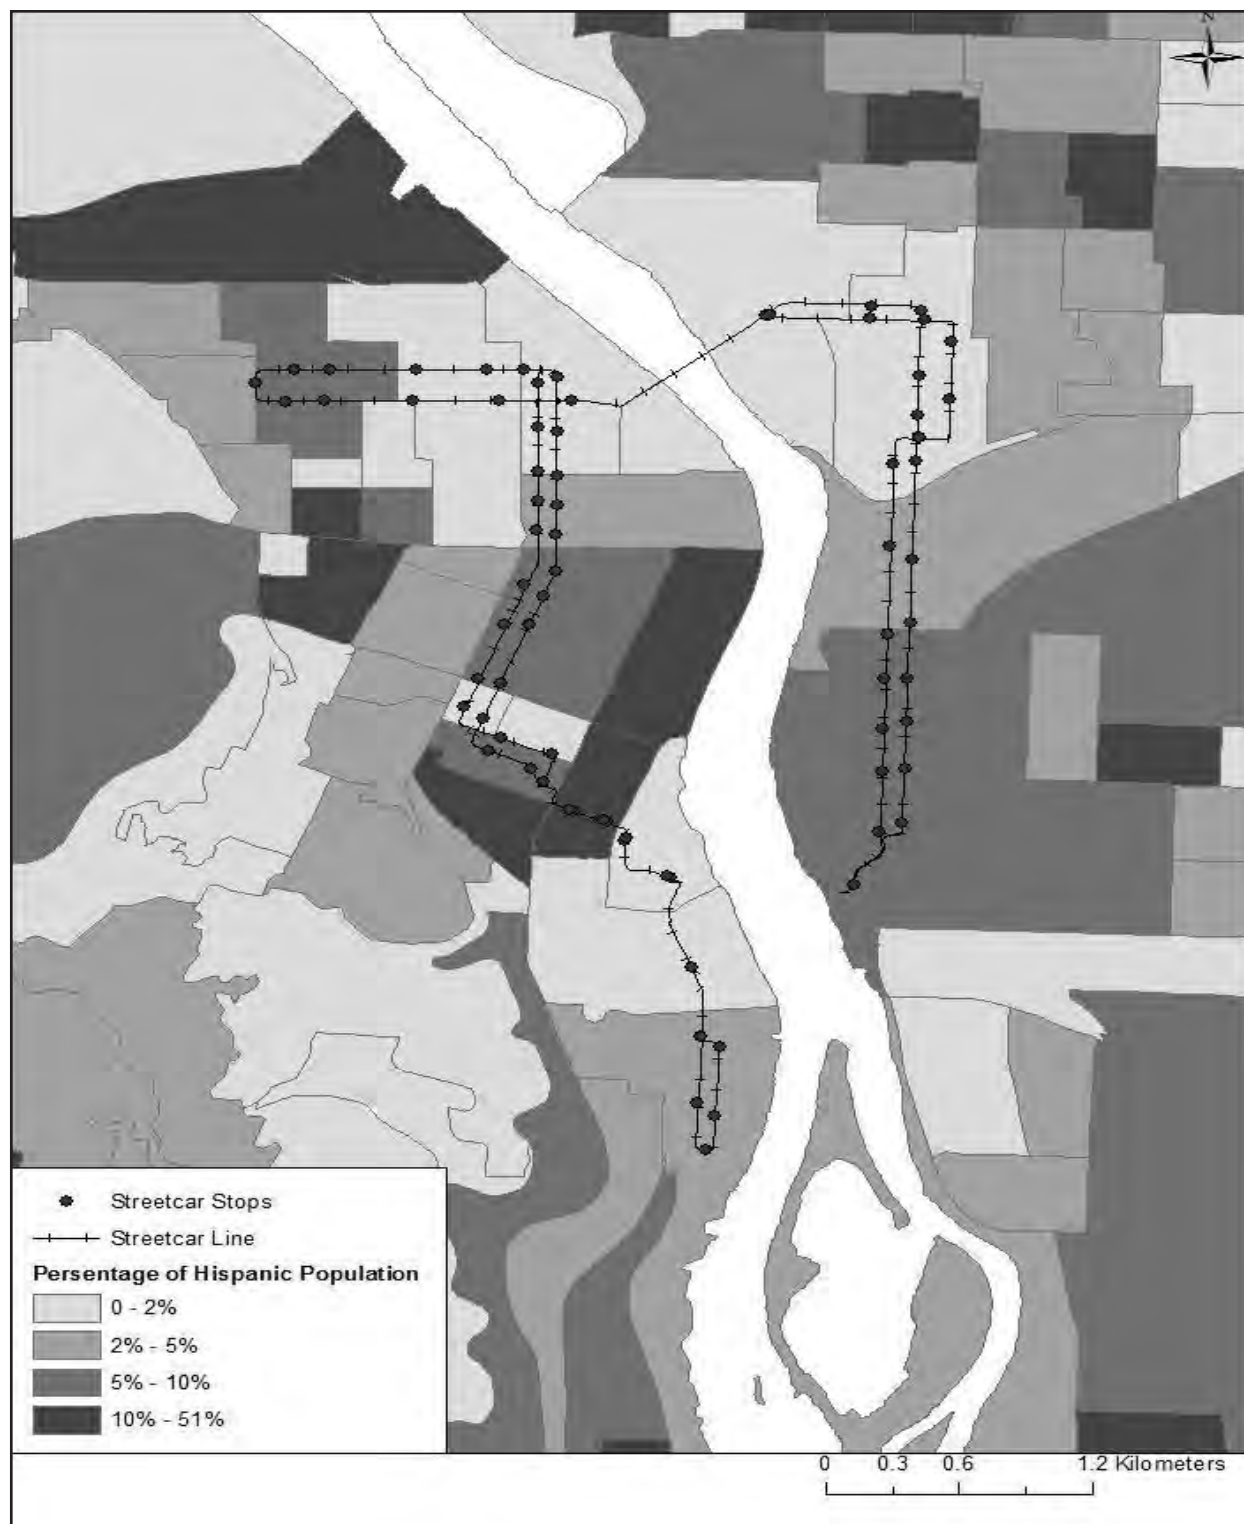 N
Streetcar Stops
Streetcar Line
Persentage of Hispanic Population
0 - 2%
2% - 5%
5% - 10%
10% - 51%
0 0.3 0.6 1.2 Kilometers